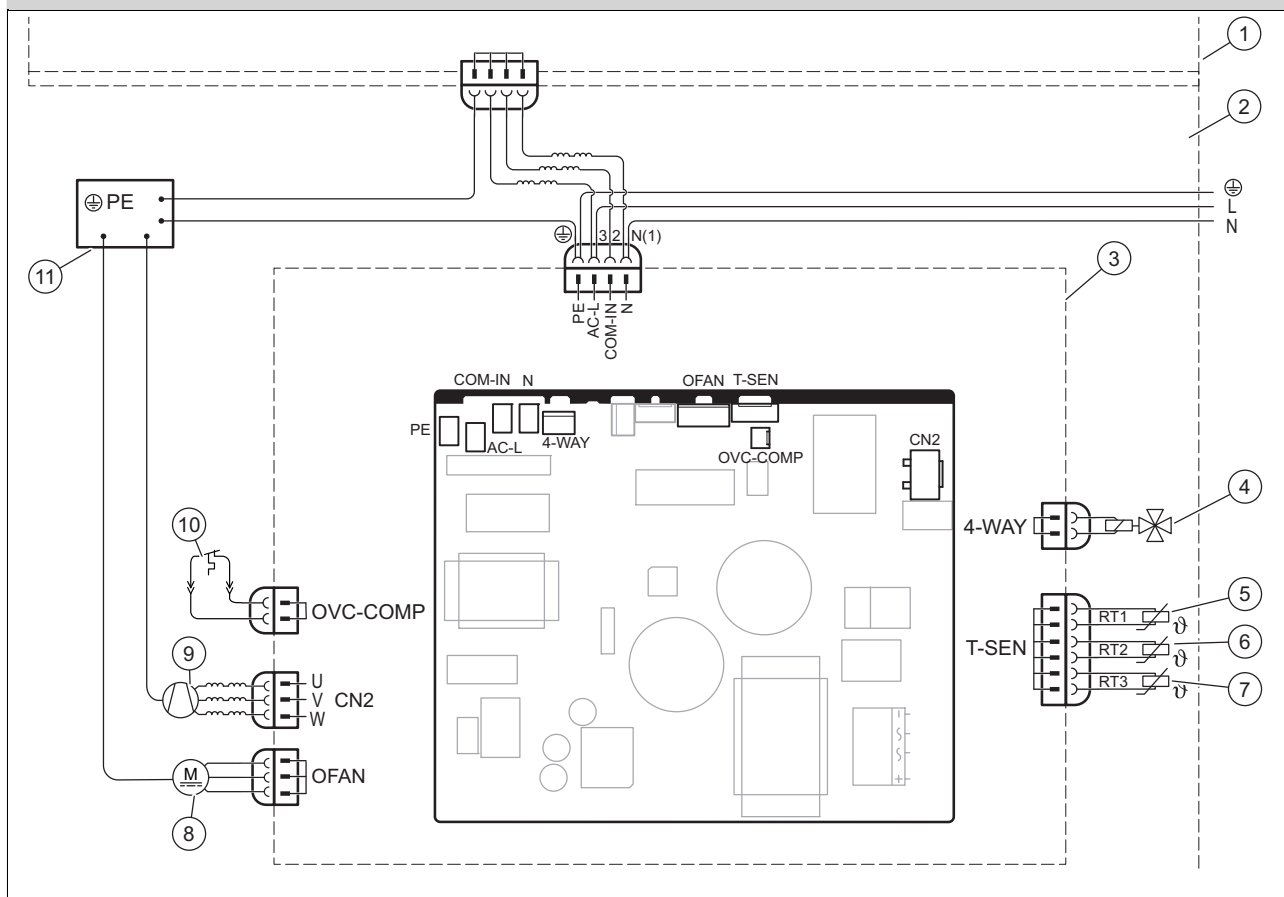 1
2
⏚ PE
⏚
L
N
11
⏚ 3 2 N(1)
3
PE
AC-L
COM-IN
N
COM-IN N
OFAN T-SEN
PE
AC-L
4-WAY
OVC-COMP
CN2
4-WAY
4
10
OVC-COMP
T-SEN
RT1
ϑ
5
RT2
ϑ
6
RT3
ϑ
7
9
U
V
W
CN2
M
OFAN
8